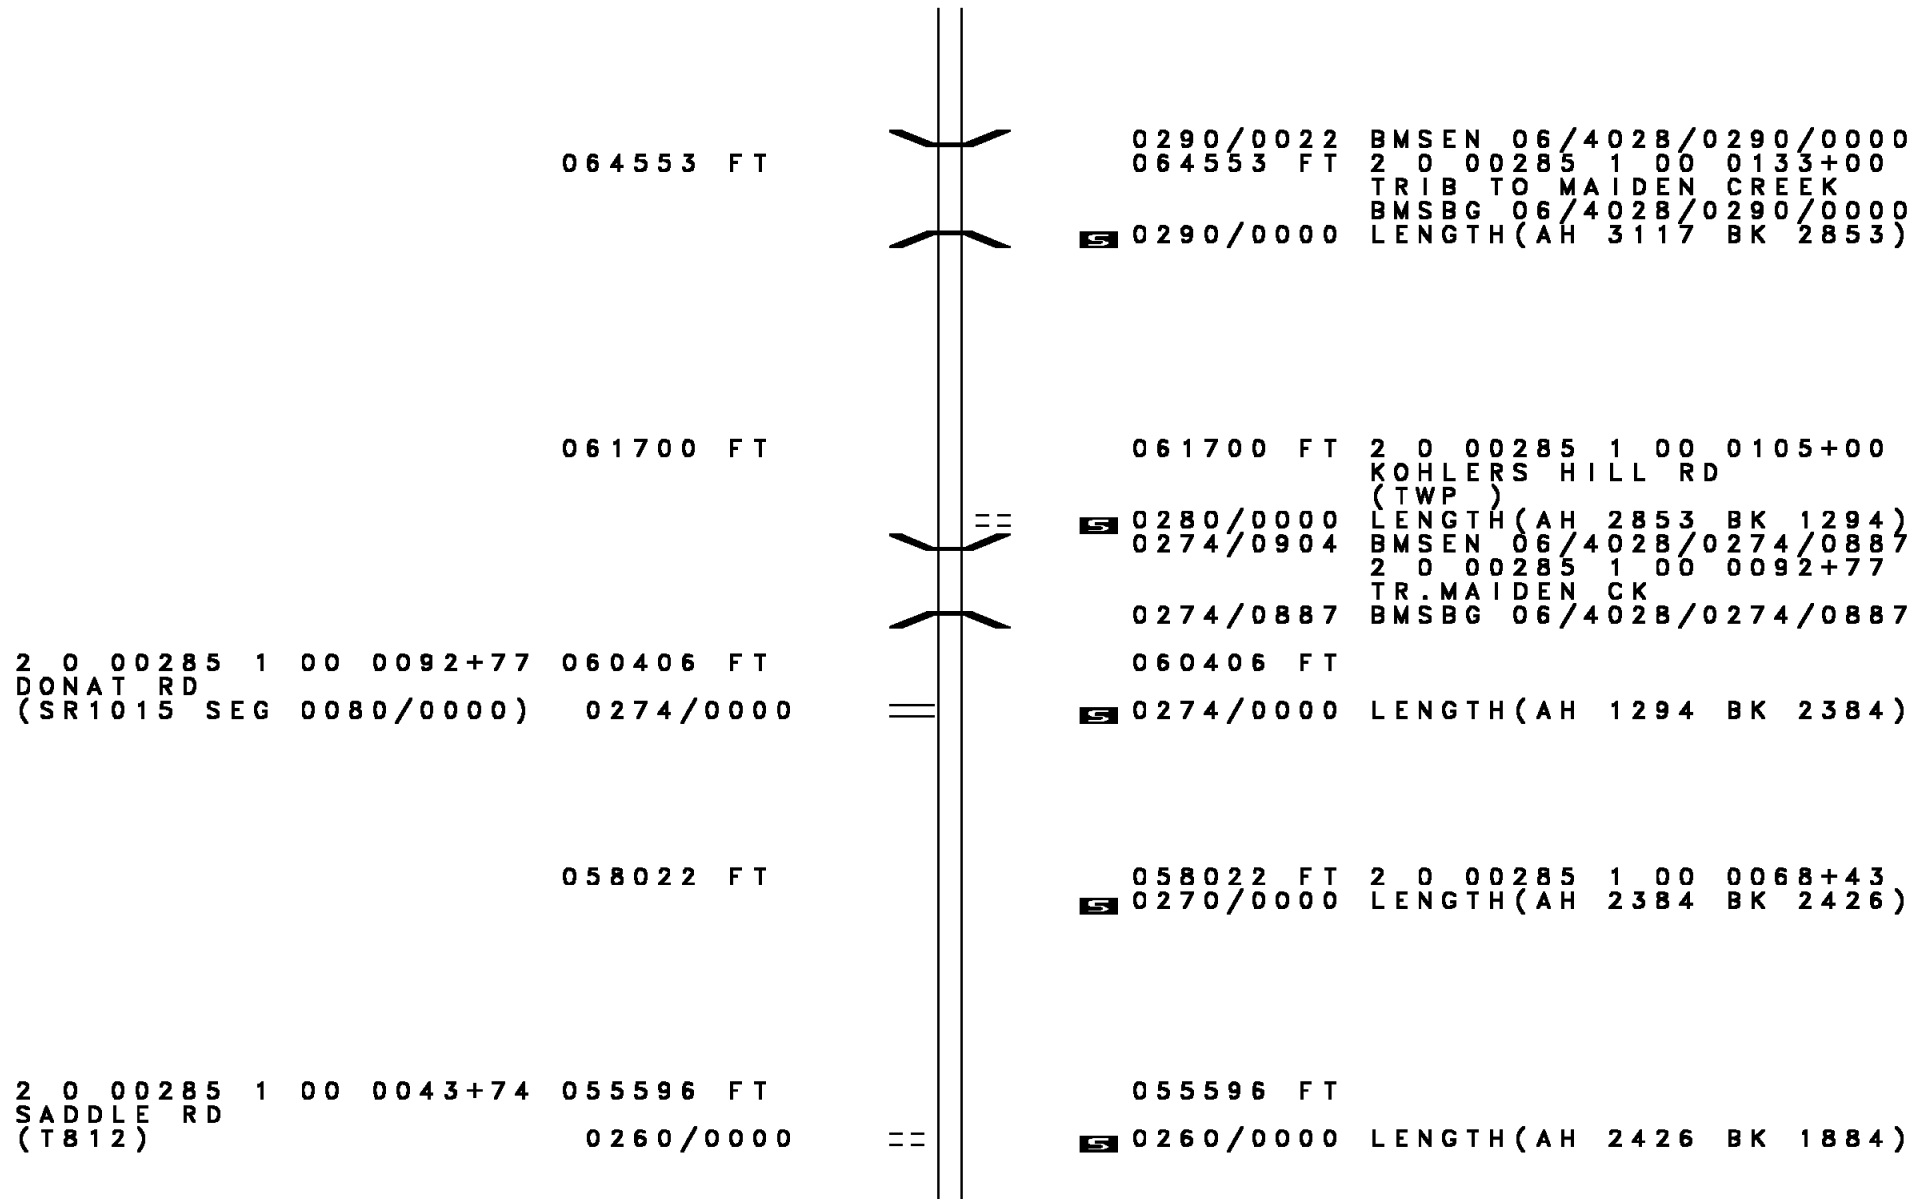 0290/0022 BMSEN 06/4028/0290/0000
064553 FT 064553 FT 2 0 00285 1 00 0133+00
TRIB TO MAIDEN CREEK
BMSBG 06/4028/0290/0000
S 0290/0000 LENGTH(AH 3117 BK 2853)
061700 FT 061700 FT 2 0 00285 1 00 0105+00
KOHLERS HILL RD
(TWP )
S 0280/0000 LENGTH(AH 2853 BK 1294)
0274/0904 BMSEN 06/4028/0274/0887
2 0 00285 1 00 0092+77
TR.MAIDEN CK
0274/0887 BMSBG 06/4028/0274/0887
2 0 00285 1 00 0092+77 060406 FT 060406 FT
DONAT RD
(SR1015 SEG 0080/0000) 0274/0000 S 0274/0000 LENGTH(AH 1294 BK 2384)
058022 FT 058022 FT 2 0 00285 1 00 0068+43
S 0270/0000 LENGTH(AH 2384 BK 2426)
2 0 00285 1 00 0043+74 055596 FT 055596 FT
SADDLE RD
(T812) 0260/0000 S 0260/0000 LENGTH(AH 2426 BK 1884)